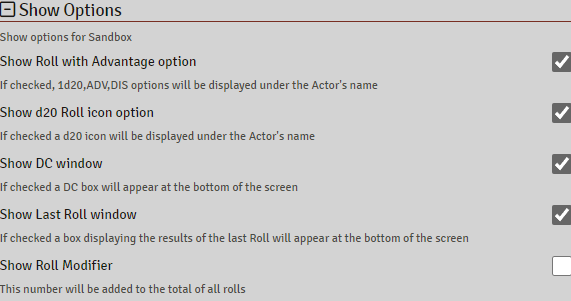 Show Options
Show options for Sandbox
Show Roll with Advantage option
If checked, 1d20,ADV,DIS options will be displayed under the Actor's name
Show d20 Roll icon option
If checked a d20 icon will be displayed under the Actor's name
Show DC window
If checked a DC box will appear at the bottom of the screen
Show Last Roll window
If checked a box displaying the results of the last Roll will appear at the bottom of the screen
Show Roll Modifier
This number will be added to the total of all rolls